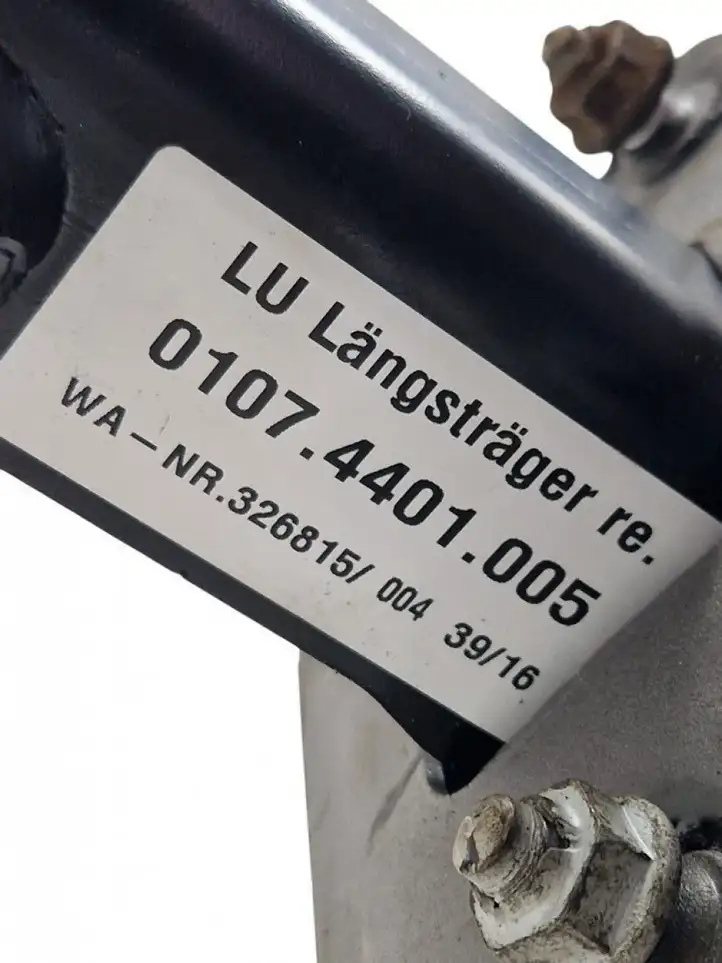 LU Längsträger re.
0107.4401.005
WA-NR.326815/ 004 39/16